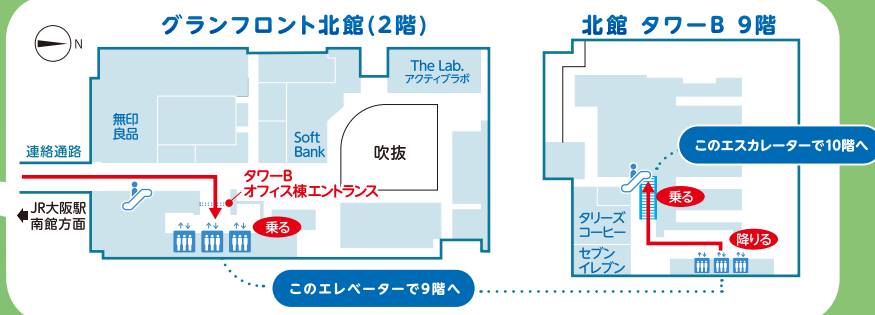 グランフロント北館(2階)
北館 タワーB 9階
N
The Lab.
アクティブラボ
無印
良品
Soft
Bank
吹抜
連絡通路
タワーB
オフィス棟エントランス
JR大阪駅
南館方面
乗る
このエレベーターで9階へ
このエスカレーターで10階へ
乗る
タリーズ
コーヒー
降りる
セブン
イレブン